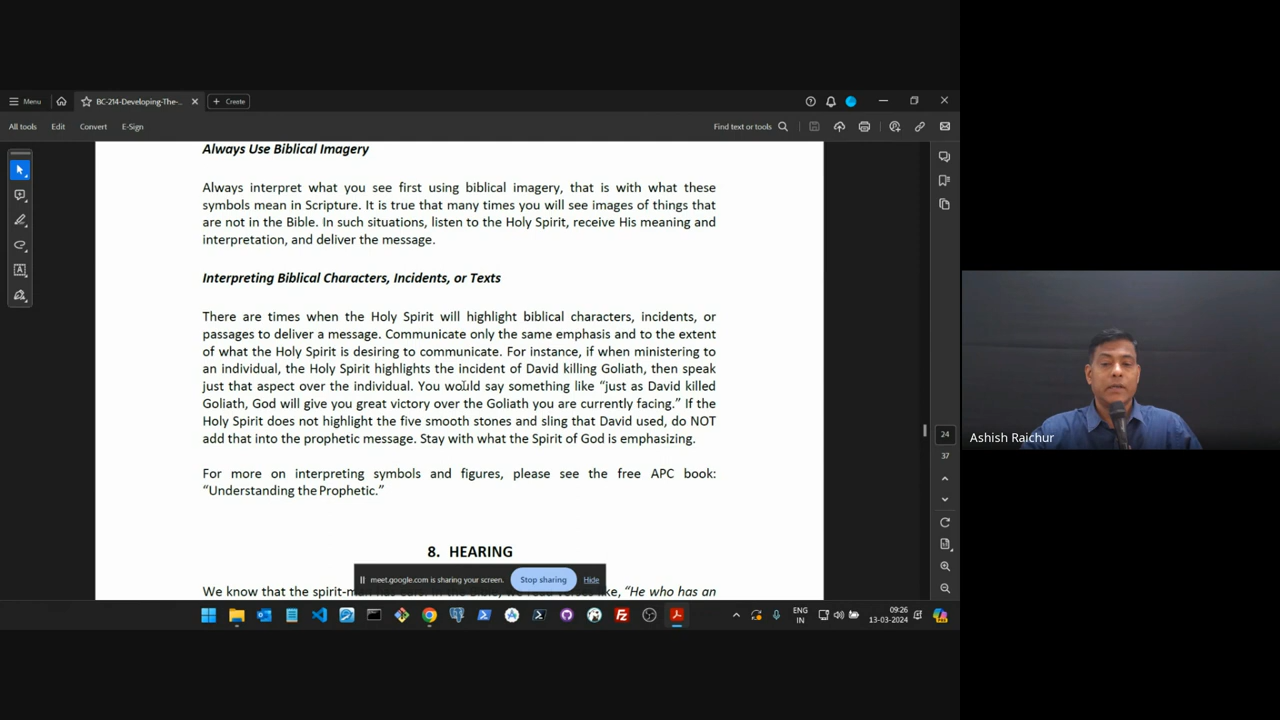 Menu
BC-214-Developing-The-...
Create
All tools
Edit
Convert
E-Sign
Find text or tools
Always Use Biblical Imagery
Always interpret what you see first using biblical imagery, that is with what these
symbols mean in Scripture. It is true that many times you will see images of things that
are not in the Bible. In such situations, listen to the Holy Spirit, receive His meaning and
interpretation, and deliver the message.
Interpreting Biblical Characters, Incidents, or Texts
There are times when the Holy Spirit will highlight biblical characters, incidents, or
passages to deliver a message. Communicate only the same emphasis and to the extent
of what the Holy Spirit is desiring to communicate. For instance, if when ministering to
an individual, the Holy Spirit highlights the incident of David killing Goliath, then speak
just that aspect over the individual. You would say something like “just as David killed
Goliath, God will give you great victory over the Goliath you are currently facing.” If the
Holy Spirit does not highlight the five smooth stones and sling that David used, do NOT
add that into the prophetic message. Stay with what the Spirit of God is emphasizing.
For more on interpreting symbols and figures, please see the free APC book:
“Understanding the Prophetic.”
8. HEARING
We know that the spirit-man has ears. In the Bible, we read verses like, “He who has an
meet.google.com is sharing your screen.
Stop sharing
Hide
24
37
Ashish Raichur
ENG
IN
09:26
13-03-2024